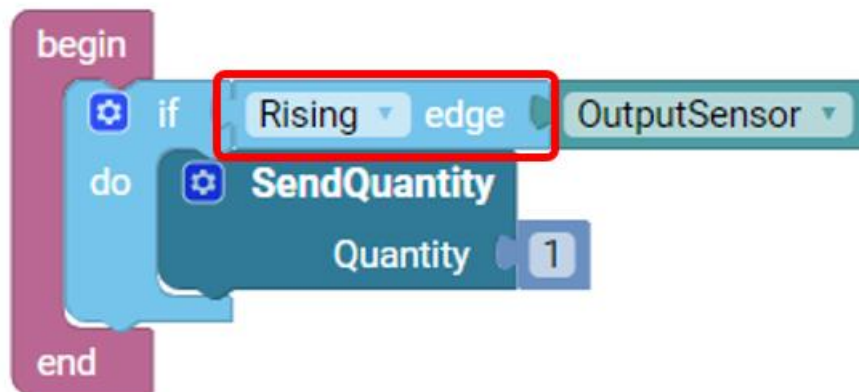 begin
if Rising edge OutputSensor
do SendQuantity
Quantity 1
end